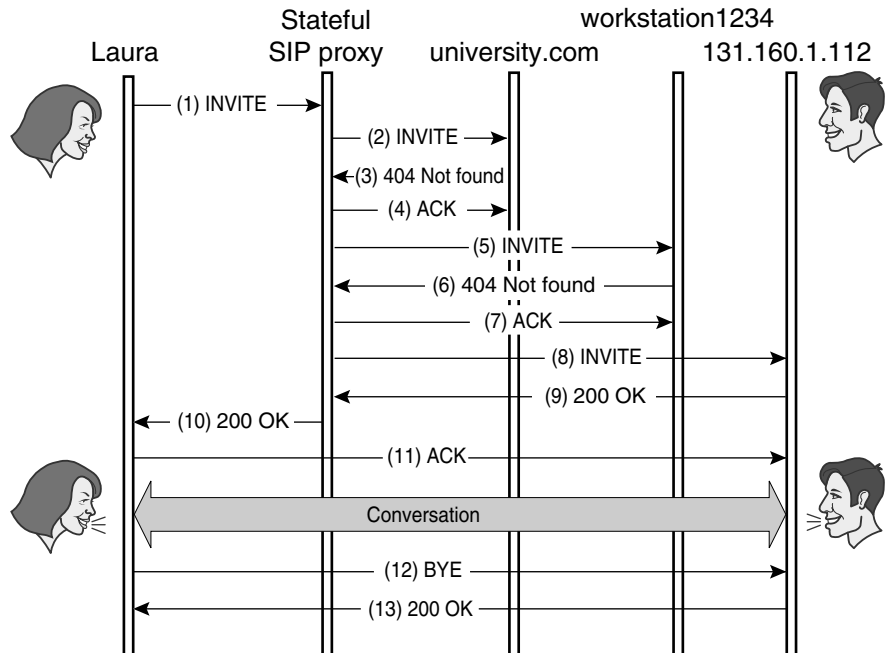 Stateful workstation1234
Laura SIP proxy university.com 131.160.1.112
(1) INVITE
(2) INVITE
(3) 404 Not found
(4) ACK
(5) INVITE
(6) 404 Not found
(7) ACK
(8) INVITE
(9) 200 OK
(10) 200 OK
(11) ACK
Conversation
(12) BYE
(13) 200 OK